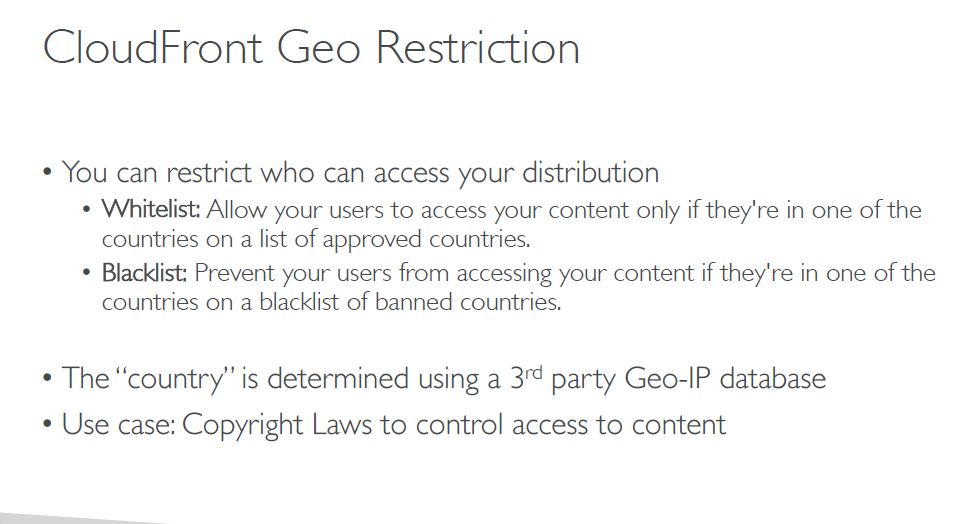 CloudFront Geo Restriction
• You can restrict who can access your distribution
• Whitelist: Allow your users to access your content only if they're in one of the
countries on a list of approved countries.
• Blacklist: Prevent your users from accessing your content if they're in one of the
countries on a blacklist of banned countries.
• The “country” is determined using a 3rd party Geo-IP database
• Use case: Copyright Laws to control access to content